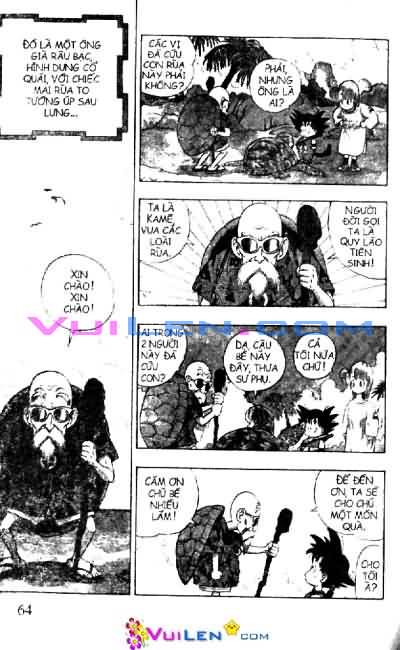 ĐÓ LÀ MỘT ÔNG
GIÀ RÂU BẠC,
HÌNH DUNG CỔ
QUÁI, VỚI CHIẾC
MAI RÙA TO
TƯỚNG ÚP SAU
LƯNG...
XIN
CHÀO!
XIN
CHÀO!
CÁC VỊ
ĐÃ CỨU
CON RÙA
NÀY PHẢI
KHÔNG?
PHẢI,
NHƯNG
ÔNG LÀ
AI?
TA LÀ
KAMÊ
VUA CÁC
LOÀI
RÙA.
NGƯỜI
ĐỜI GỌI
TA LÀ
QUY LÃO
TIÊN
SINH!
AI TRONG
2 NGƯỜI
NÀY ĐÃ
CỨU
CON?
DẠ, CẬU
BÉ NÀY
ĐÂY, THƯA
SƯ PHỤ.
CẢ
TÔI NỮA
CHỨ!
CẢM ƠN
CHÚ BÉ
NHIỀU
LẮM!
ĐỂ ĐỀN
ƠN, TA SẼ
CHO CHÚ
MỘT MÓN
QUÀ.
CHO
TÔI
À?
VuiLen.com
64
VuiLen.com